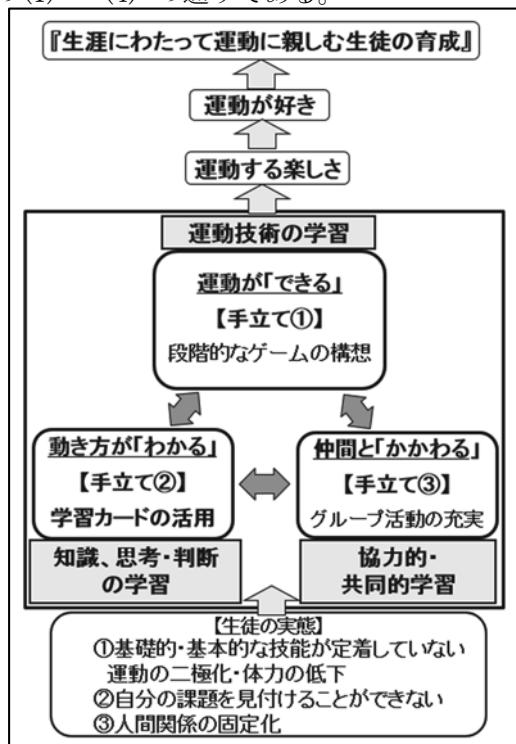 『生涯にわたって運動に親しむ生徒の育成』
運動が好き
運動する楽しさ
運動技術の学習
運動が「できる」
【手立て①】
段階的なゲームの構想
動き方が「わかる」
【手立て②】
学習カードの活用
知識、思考・判断
の学習
仲間と「かかわる」
【手立て③】
グループ活動の充実
協力的・
共同的学習
【生徒の実態】
①基礎的・基本的な技能が定着していない
運動の二極化・体力の低下
②自分の課題を見付けることができない
③人間関係の固定化